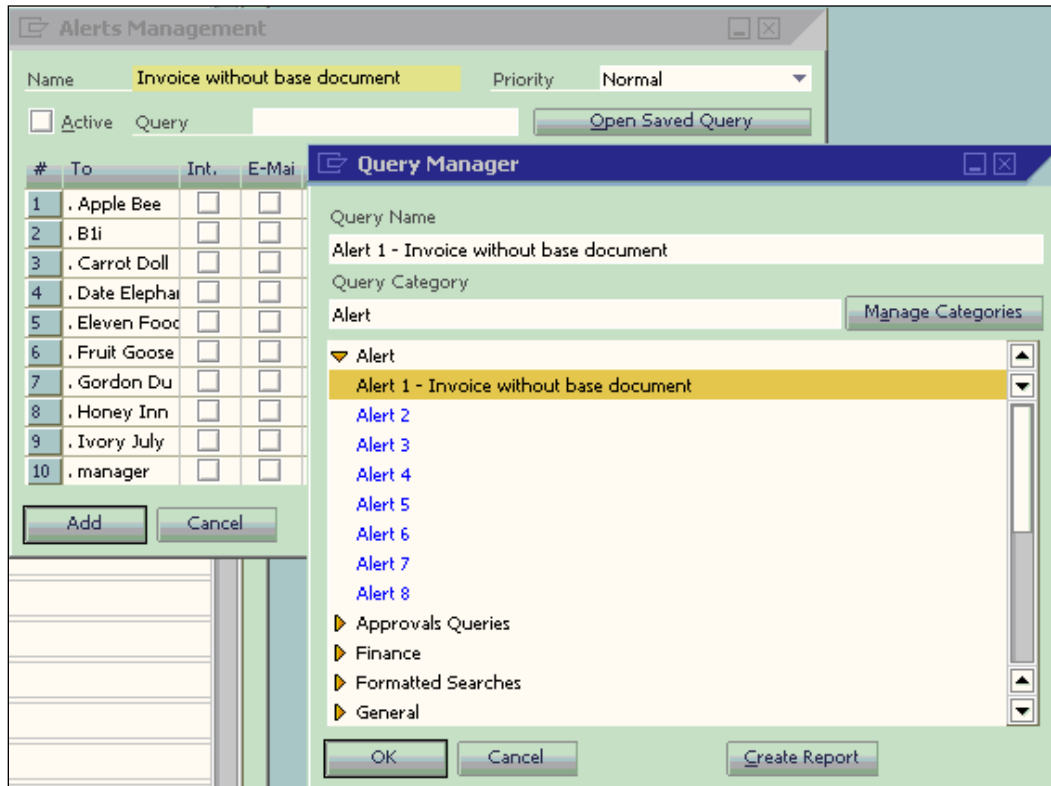 Alerts Management
Name Invoice without base document Priority Normal
Active Query Open Saved Query
# To Int. E-Mai
1 . Apple Bee
2 . B1i
3 . Carrot Doll
4 . Date Elephan
5 . Eleven Food
6 . Fruit Goose
7 . Gordon Du
8 . Honey Inn
9 . Ivory July
10 . manager
Add Cancel
Query Manager
Query Name
Alert 1 - Invoice without base document
Query Category
Alert Manage Categories
Alert
Alert 1 - Invoice without base document
Alert 2
Alert 3
Alert 4
Alert 5
Alert 6
Alert 7
Alert 8
Approvals Queries
Finance
Formatted Searches
General
OK Cancel Create Report